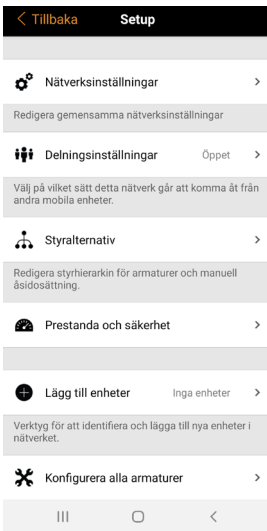 Tillbaka Setup
Nätverksinställningar
Redigera gemensamma nätverksinställningar
Delningsinställningar Öppet
Välj på vilket sätt detta nätverk går att komma åt från
andra mobila enheter.
Styralternativ
Redigera styrhierarkin för armaturer och manuell
åsidosättning.
Prestanda och säkerhet
Lägg till enheter Inga enheter
Verktyg för att identifiera och lägga till nya enheter i
nätverket.
Konfigurera alla armaturer